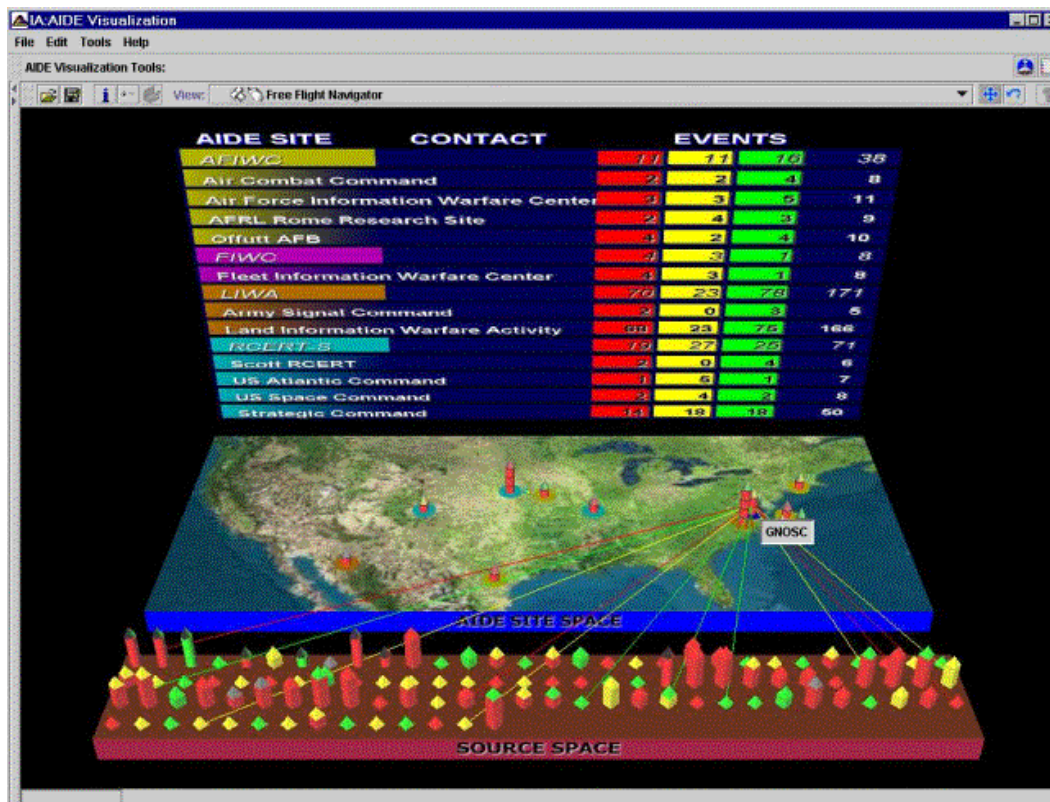 IA:AIDE Visualization
File Edit Tools Help
AIDE Visualization Tools:
View: Free Flight Navigator
AIDE SITE CONTACT EVENTS
AFIWC 11 11 16 38
Air Combat Command 2 2 4 8
Air Force Information Warfare Center 3 3 5 11
AFRL Rome Research Site 2 4 3 9
Offutt AFB 4 2 4 10
FIWC 4 3 1 8
Fleet Information Warfare Center 4 3 1 8
LIWA 70 23 78 171
Army Signal Command 2 0 3 5
Land Information Warfare Activity 68 23 75 166
RCERT-S 19 27 25 71
Scott RCERT 2 0 4 6
US Atlantic Command 1 5 1 7
US Space Command 2 4 2 8
Strategic Command 14 18 18 50
GNOSC
AIDE SITE SPACE
SOURCE SPACE